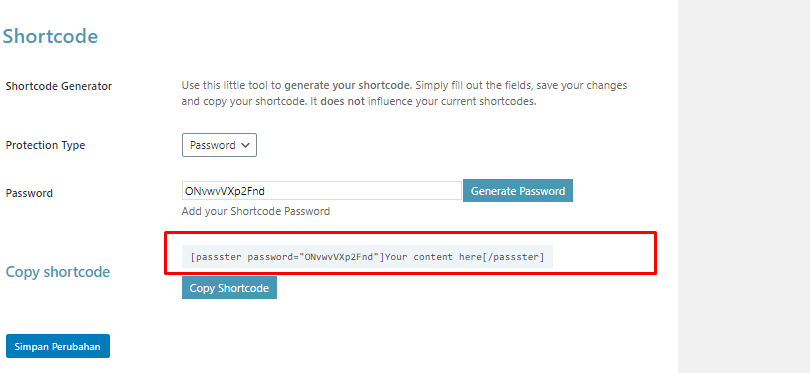 Shortcode
Shortcode Generator
Use this little tool to generate your shortcode. Simply fill out the fields, save your changes
and copy your shortcode. It does not influence your current shortcodes.
Protection Type
Password
Password
ONvwvVXp2Fnd
Generate Password
Add your Shortcode Password
Copy shortcode
[passster password="ONvwvVXp2Fnd"]Your content here[/passster]
Copy Shortcode
Simpan Perubahan